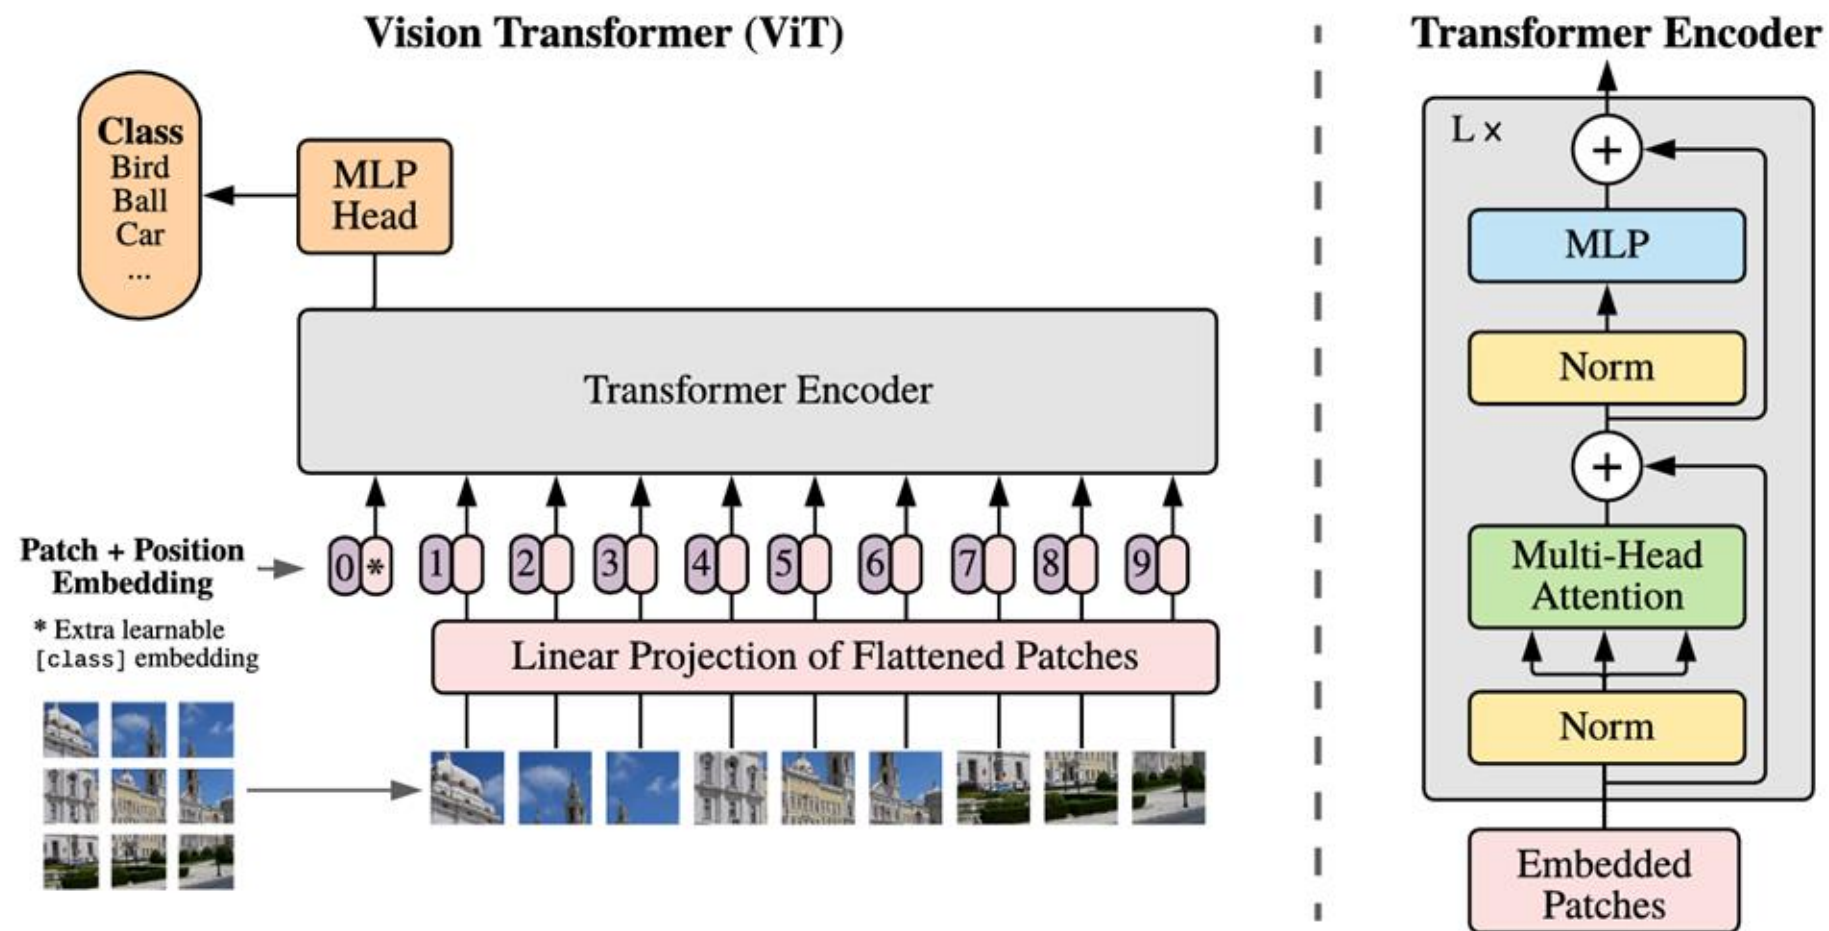 Vision Transformer (ViT)
Class
Bird
Ball
Car
...
MLP
Head
Transformer Encoder
Patch + Position
Embedding
0 * 1 2 3 4 5 6 7 8 9
* Extra learnable
[class] embedding
Linear Projection of Flattened Patches
Transformer Encoder
L ×
+
MLP
Norm
+
Multi-Head
Attention
Norm
Embedded
Patches